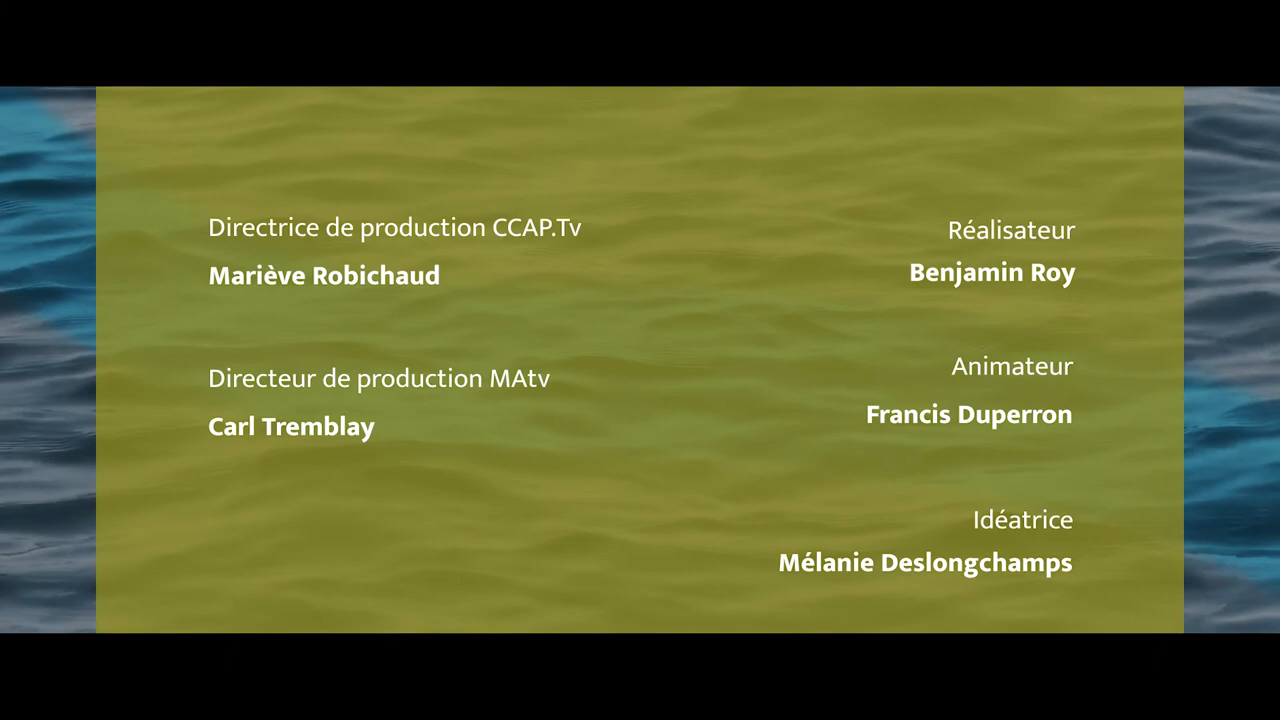 Directrice de production CCAP.Tv
Mariève Robichaud
Directeur de production MAtv
Carl Tremblay
Réalisateur
Benjamin Roy
Animateur
Francis Duperron
Idéatrice
Mélanie Deslongchamps